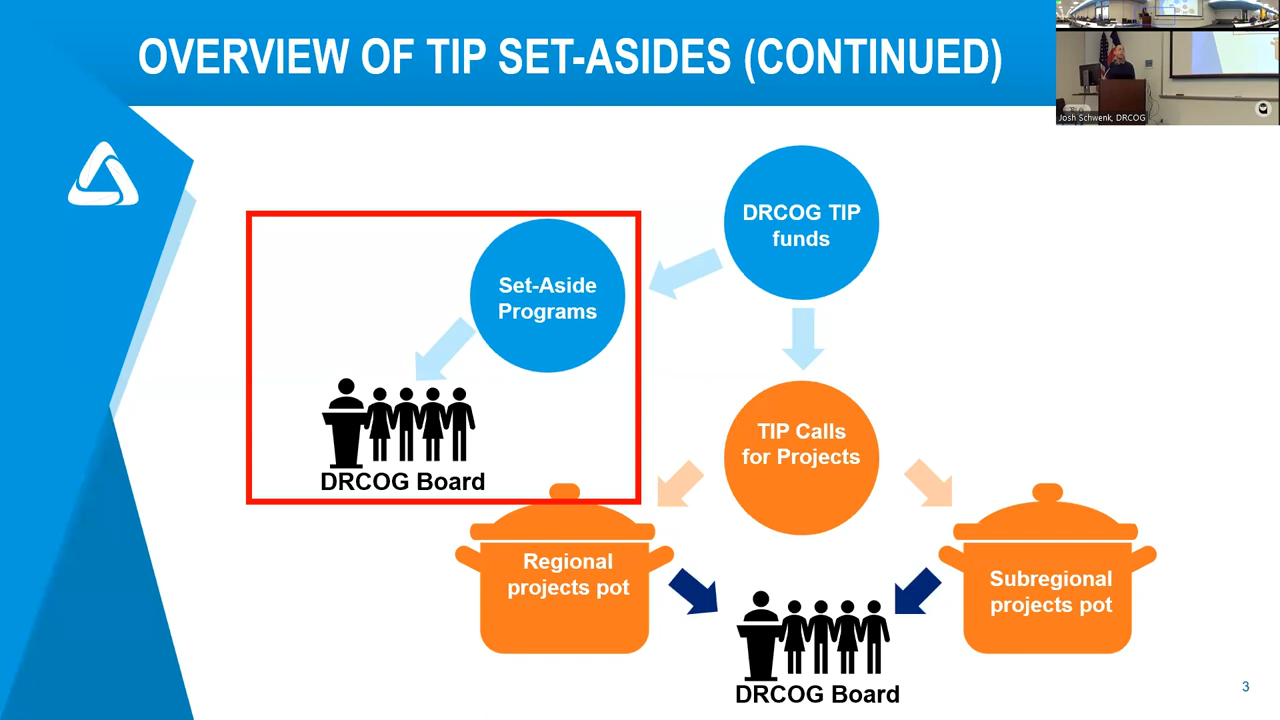 OVERVIEW OF TIP SET-ASIDES (CONTINUED)
Josh Schwenk, DRCOG
DRCOG TIP
funds
Set-Aside
Programs
DRCOG Board
TIP Calls
for Projects
Regional
projects pot
Subregional
projects pot
DRCOG Board
3